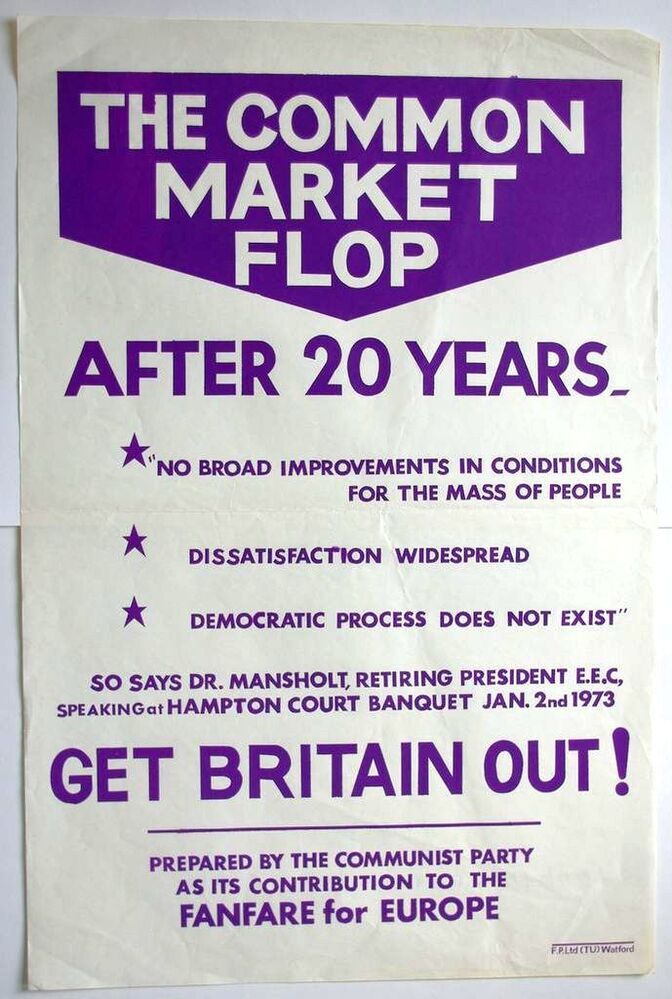 THE COMMON
MARKET
FLOP
AFTER 20 YEARS_
★"NO BROAD IMPROVEMENTS IN CONDITIONS
FOR THE MASS OF PEOPLE
★ DISSATISFACTION WIDESPREAD
★ DEMOCRATIC PROCESS DOES NOT EXIST"
SO SAYS DR. MANSHOLT, RETIRING PRESIDENT E.E.C,
SPEAKING at HAMPTON COURT BANQUET JAN. 2nd 1973
GET BRITAIN OUT!
PREPARED BY THE COMMUNIST PARTY
AS ITS CONTRIBUTION TO THE
FANFARE for EUROPE
F.P.Ltd (TU) Watford